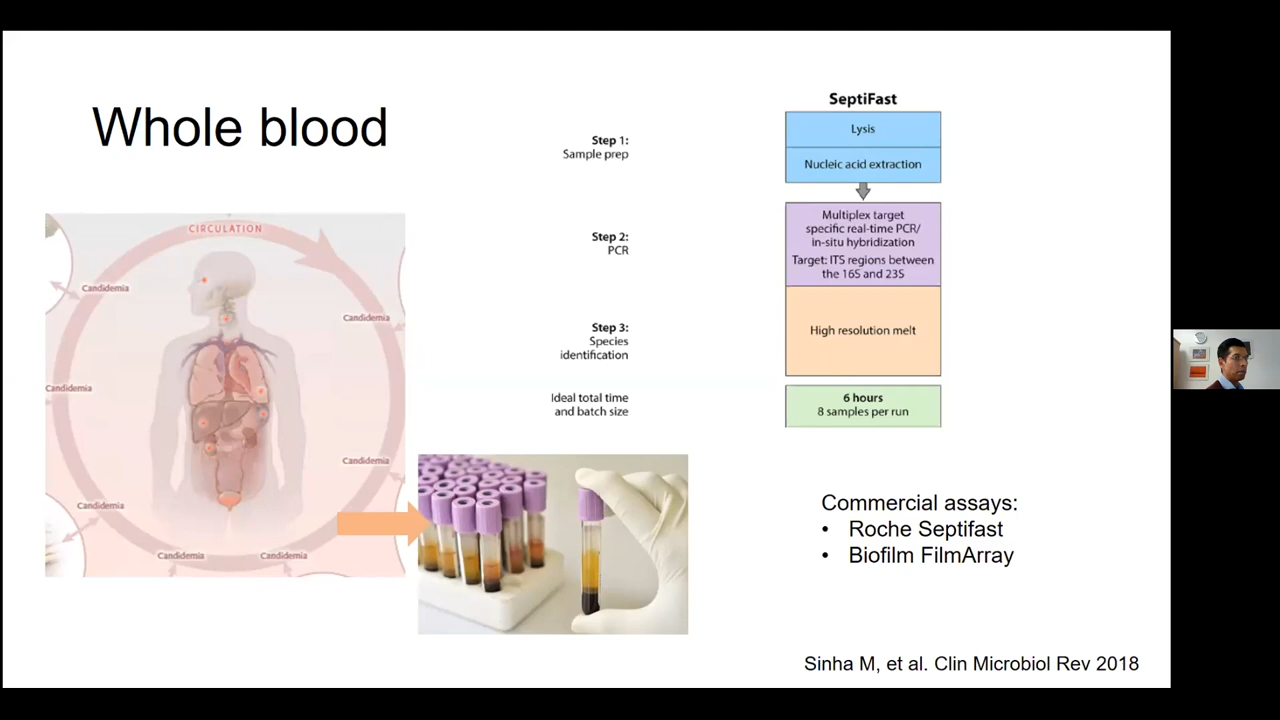 Whole blood
CIRCULATION
Candidemia
Candidemia
Candidemia
Candidemia
Candidemia
Candidemia
Candidemia
SeptiFast
Step 1:
Sample prep
Lysis
Nucleic acid extraction
Step 2:
PCR
Multiplex target
specific real-time PCR/
in-situ hybridization
Target: ITS regions between
the 16S and 23S
Step 3:
Species
identification
High resolution melt
Ideal total time
and batch size
6 hours
8 samples per run
Commercial assays:
• Roche Septifast
• Biofilm FilmArray
Sinha M, et al. Clin Microbiol Rev 2018